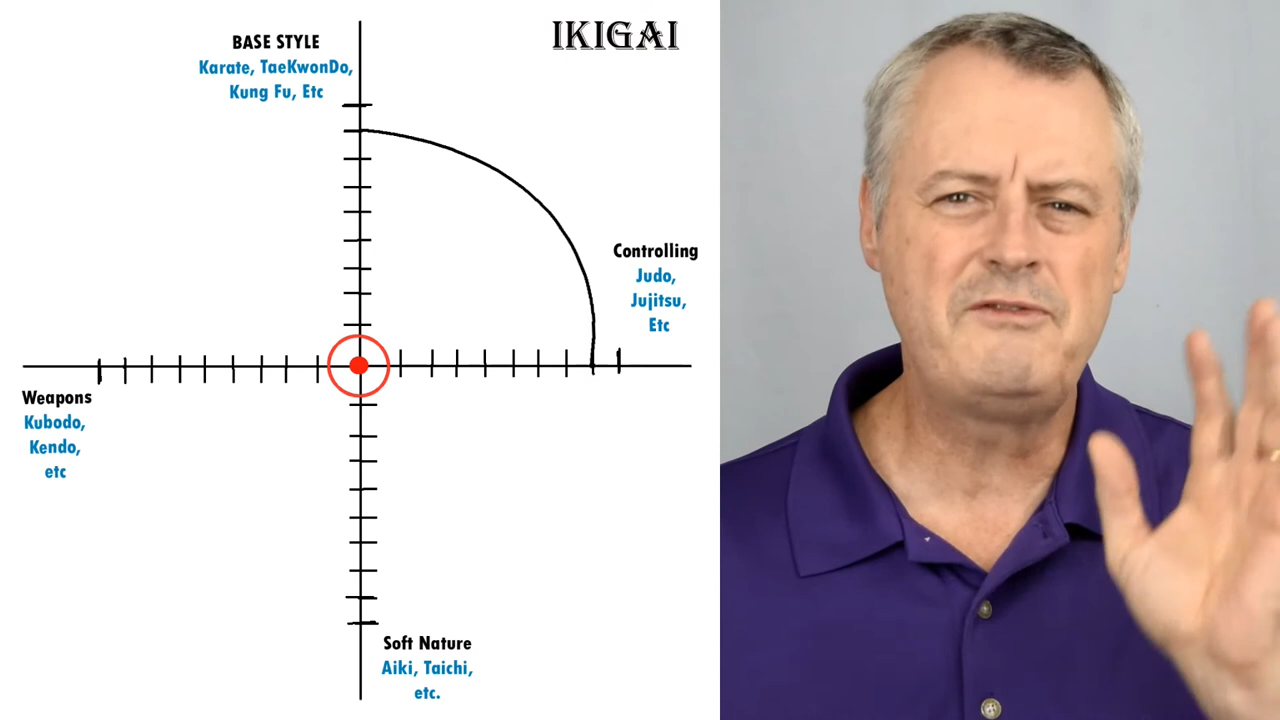 IKIGAI
BASE STYLE
Karate, TaeKwonDo,
Kung Fu, Etc
Controlling
Judo,
Jujitsu,
Etc
Weapons
Kubodo,
Kendo,
etc
Soft Nature
Aiki, Taichi,
etc.